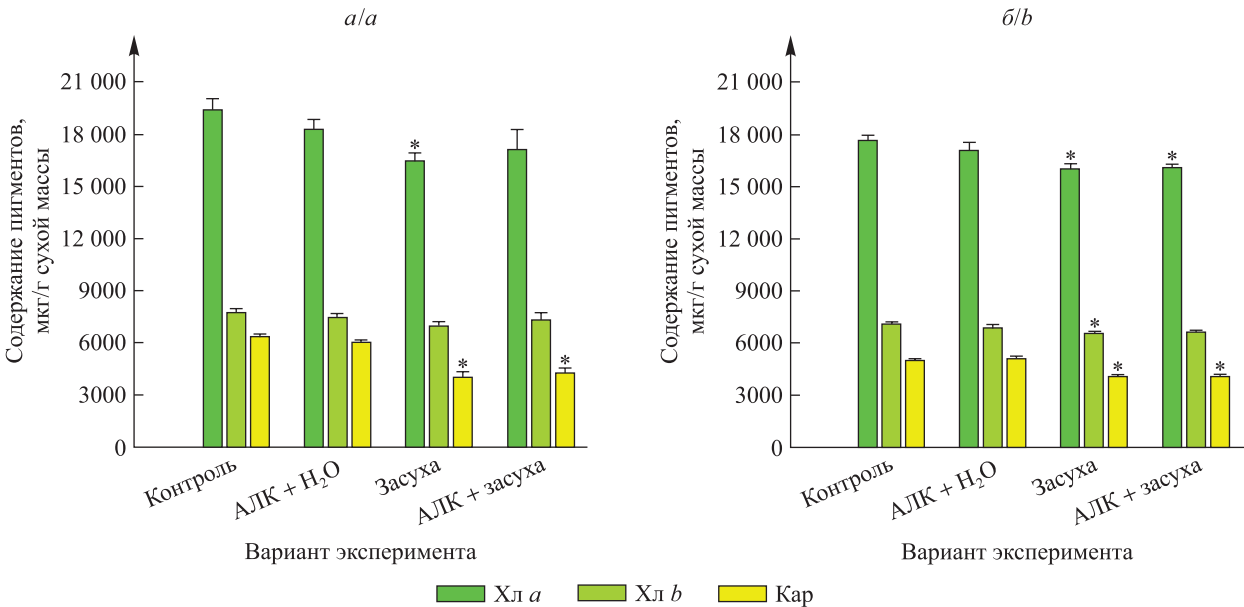 а/a
Содержание пигментов,
мкг/г сухой массы
21 000
18 000
15 000
12 000
9000
6000
3000
0
*
*
*
Контроль
АЛК + H₂O
Засуха
АЛК + засуха
Вариант эксперимента
б/b
Содержание пигментов,
мкг/г сухой массы
21 000
18 000
15 000
12 000
9000
6000
3000
0
*
*
*
*
*
Контроль
АЛК + H₂O
Засуха
АЛК + засуха
Вариант эксперимента
Хл a
Хл b
Кар